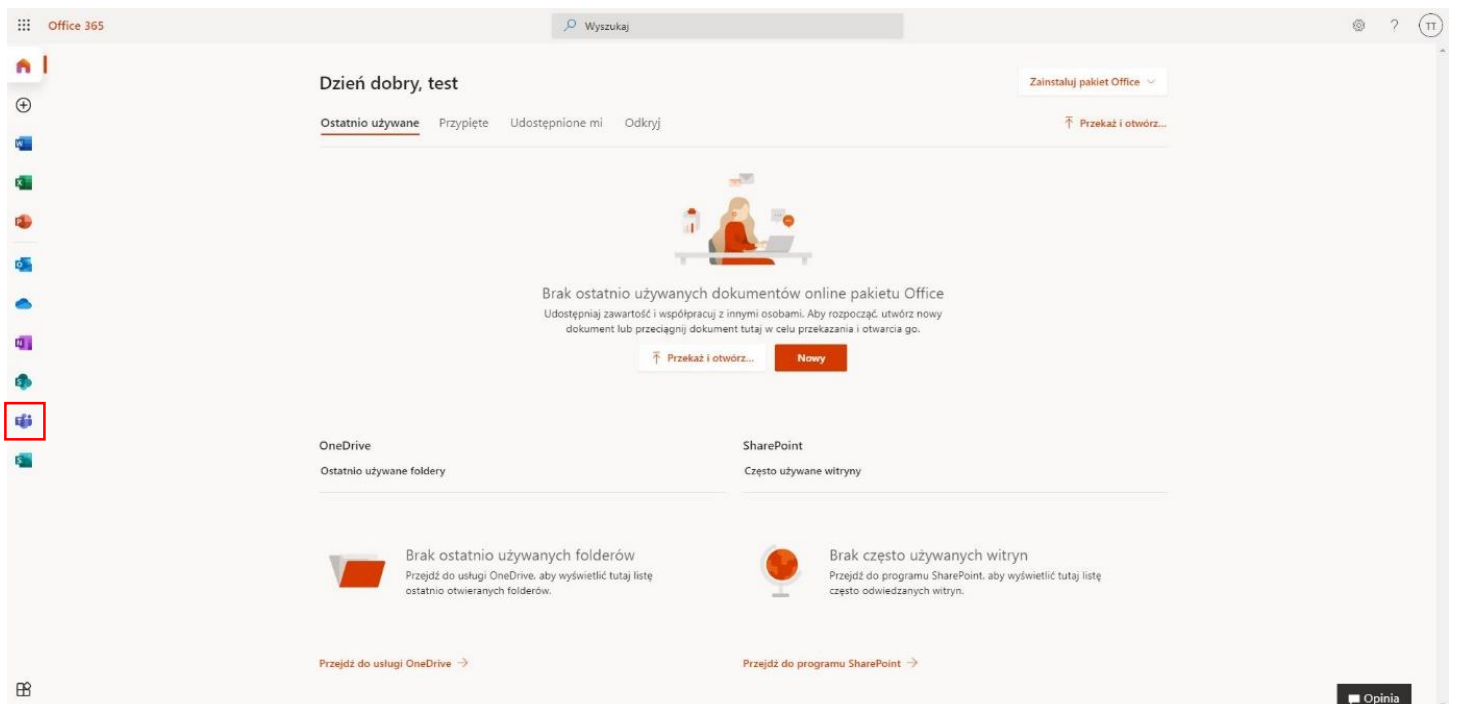 Office 365
Wyszukaj
?
TT
Dzień dobry, test
Zainstaluj pakiet Office
Ostatnio używane Przypięte Udostępnione mi Odkryj
Przekaż i otwórz...
Brak ostatnio używanych dokumentów online pakietu Office
Udostępniaj zawartość i współpracuj z innymi osobami. Aby rozpocząć, utwórz nowy
dokument lub przeciągnij dokument tutaj w celu przekazania i otwarcia go.
Przekaż i otwórz... Nowy
OneDrive
Ostatnio używane foldery
SharePoint
Często używane witryny
Brak ostatnio używanych folderów
Przejdź do usługi OneDrive, aby wyświetlić tutaj listę
ostatnio otwieranych folderów.
Brak często używanych witryn
Przejdź do programu SharePoint, aby wyświetlić tutaj listę
często odwiedzanych witryn.
Przejdź do usługi OneDrive →
Przejdź do programu SharePoint →
Opinia